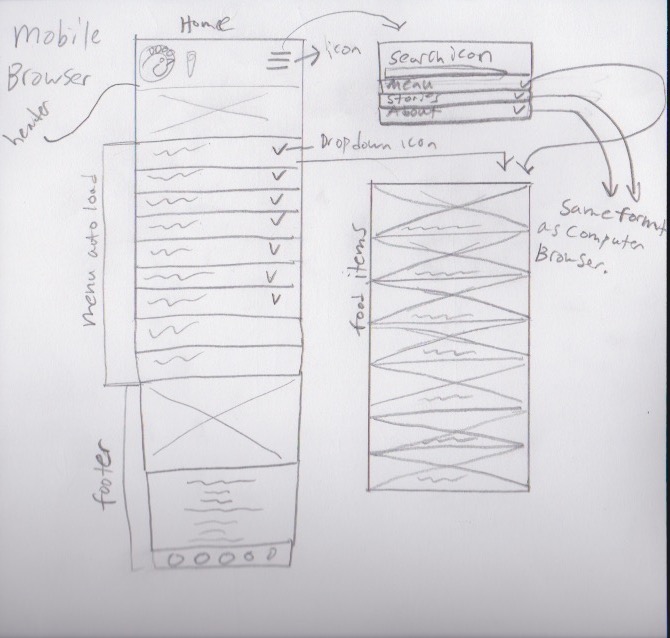 Mobile
Browser
Home
icon
header
search icon
Menu
Stories
About
Dropdown icon
menu auto load
Same format
as computer
Browser.
food items
footer